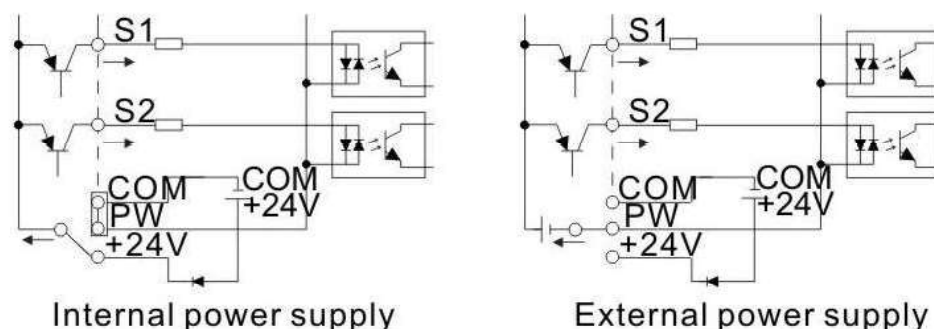 S1
S2
COM
PW
+24V
COM
+24V
Internal power supply
S1
S2
COM
PW
+24V
COM
+24V
External power supply